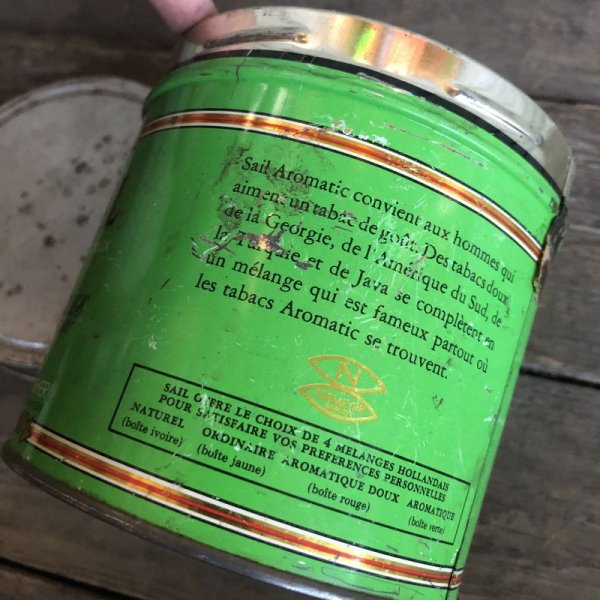 Sail Aromatic convient aux hommes qui
aiment un tabac de goût. Des tabacs doux
de la Georgie, de l'Amérique du Sud, de
la Turquie et de Java se complètent en
un mélange qui est fameux partout où
les tabacs Aromatic se trouvent.
N
SAIL OFFRE LE CHOIX DE 4 MELANGES HOLLANDAIS
POUR SATISFAIRE VOS PREFERENCES PERSONNELLES
NATUREL ORDINAIRE AROMATIQUE DOUX AROMATIQUE
(boîte ivoire) (boîte jaune) (boîte rouge) (boîte verte)